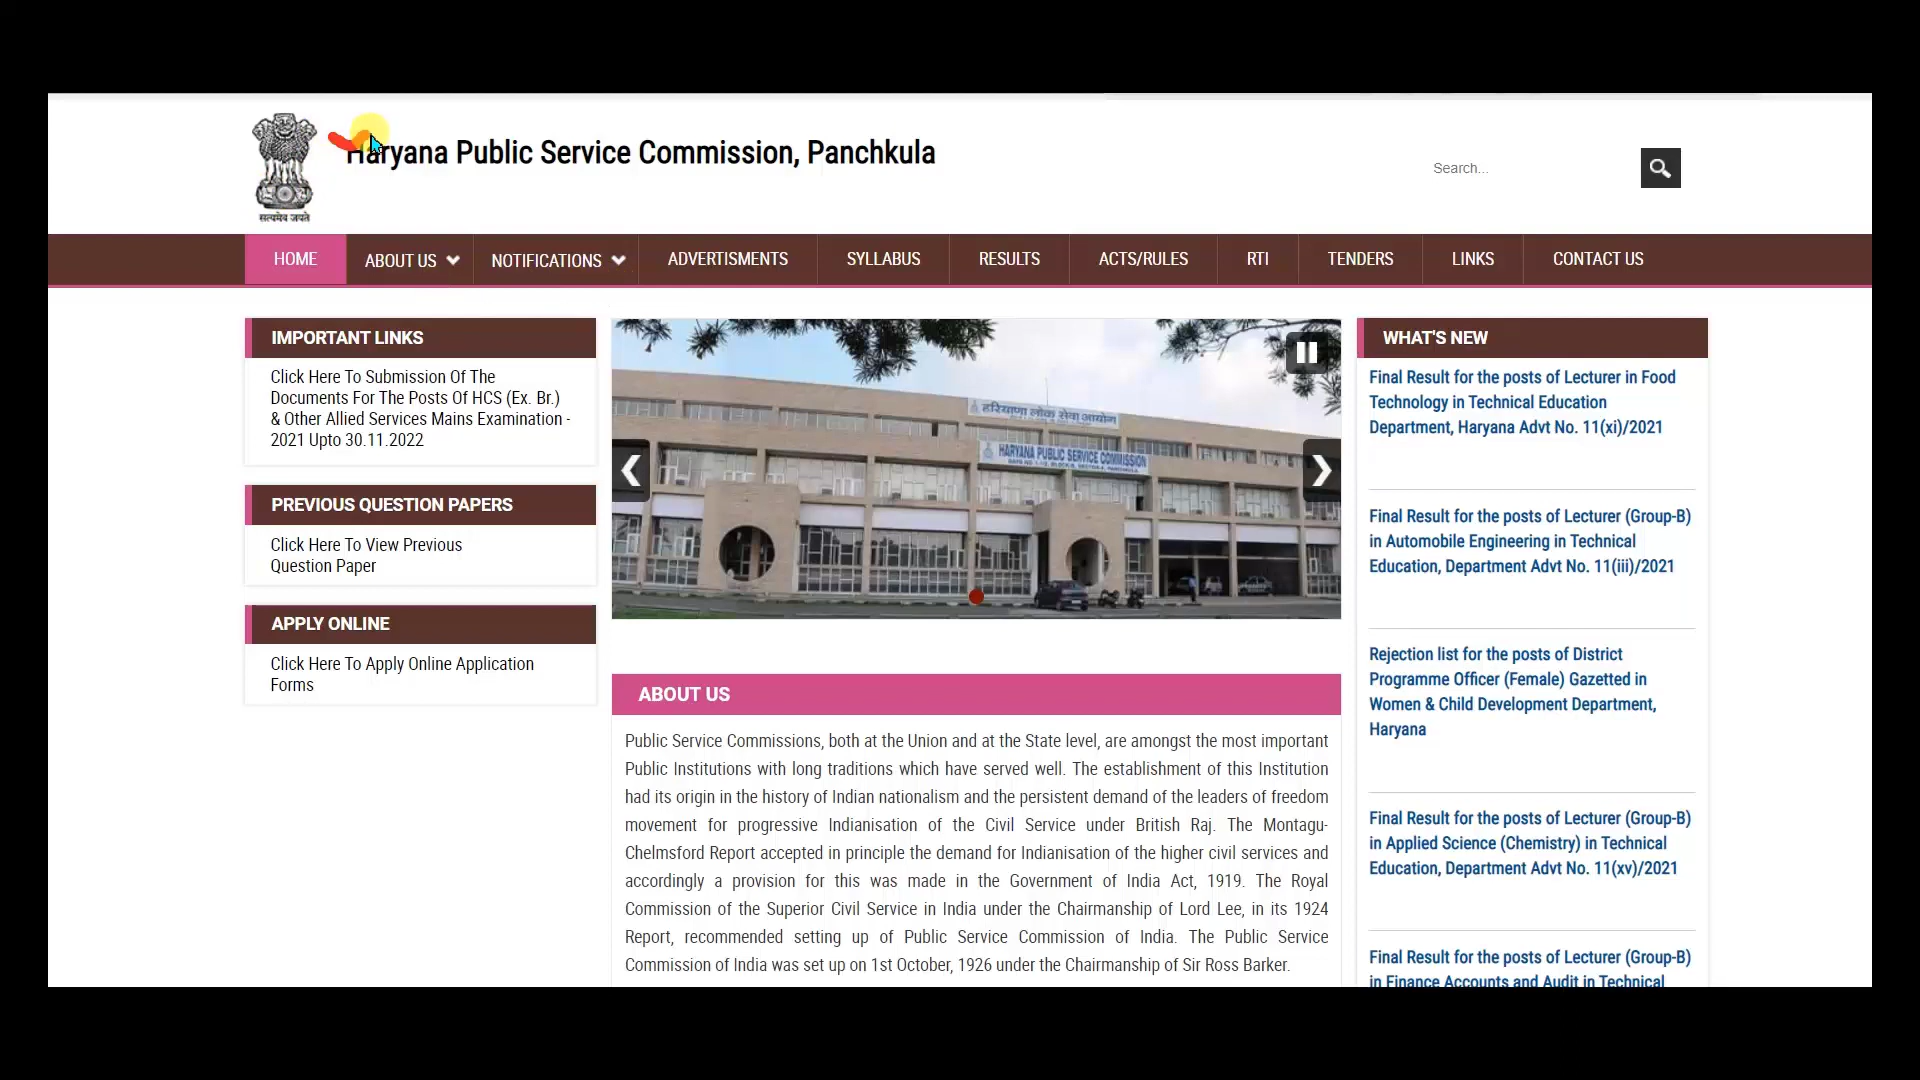 Haryana Public Service Commission, Panchkula
सत्यमेव जयते
Search...
HOME
ABOUT US
NOTIFICATIONS
ADVERTISMENTS
SYLLABUS
RESULTS
ACTS/RULES
RTI
TENDERS
LINKS
CONTACT US
IMPORTANT LINKS
Click Here To Submission Of The
Documents For The Posts Of HCS (Ex. Br.)
& Other Allied Services Mains Examination -
2021 Upto 30.11.2022
PREVIOUS QUESTION PAPERS
Click Here To View Previous
Question Paper
APPLY ONLINE
Click Here To Apply Online Application
Forms
हरियाणा लोक सेवा आयोग
HARYANA PUBLIC SERVICE COMMISSION
ABOUT US
Public Service Commissions, both at the Union and at the State level, are amongst the most important
Public Institutions with long traditions which have served well. The establishment of this Institution
had its origin in the history of Indian nationalism and the persistent demand of the leaders of freedom
movement for progressive Indianisation of the Civil Service under British Raj. The Montagu-
Chelmsford Report accepted in principle the demand for Indianisation of the higher civil services and
accordingly a provision for this was made in the Government of India Act, 1919. The Royal
Commission of the Superior Civil Service in India under the Chairmanship of Lord Lee, in its 1924
Report, recommended setting up of Public Service Commission of India. The Public Service
Commission of India was set up on 1st October, 1926 under the Chairmanship of Sir Ross Barker.
WHAT'S NEW
Final Result for the posts of Lecturer in Food
Technology in Technical Education
Department, Haryana Advt No. 11(xi)/2021
Final Result for the posts of Lecturer (Group-B)
in Automobile Engineering in Technical
Education, Department Advt No. 11(iii)/2021
Rejection list for the posts of District
Programme Officer (Female) Gazetted in
Women & Child Development Department,
Haryana
Final Result for the posts of Lecturer (Group-B)
in Applied Science (Chemistry) in Technical
Education, Department Advt No. 11(xv)/2021
Final Result for the posts of Lecturer (Group-B)
in Finance Accounts and Audit in Technical